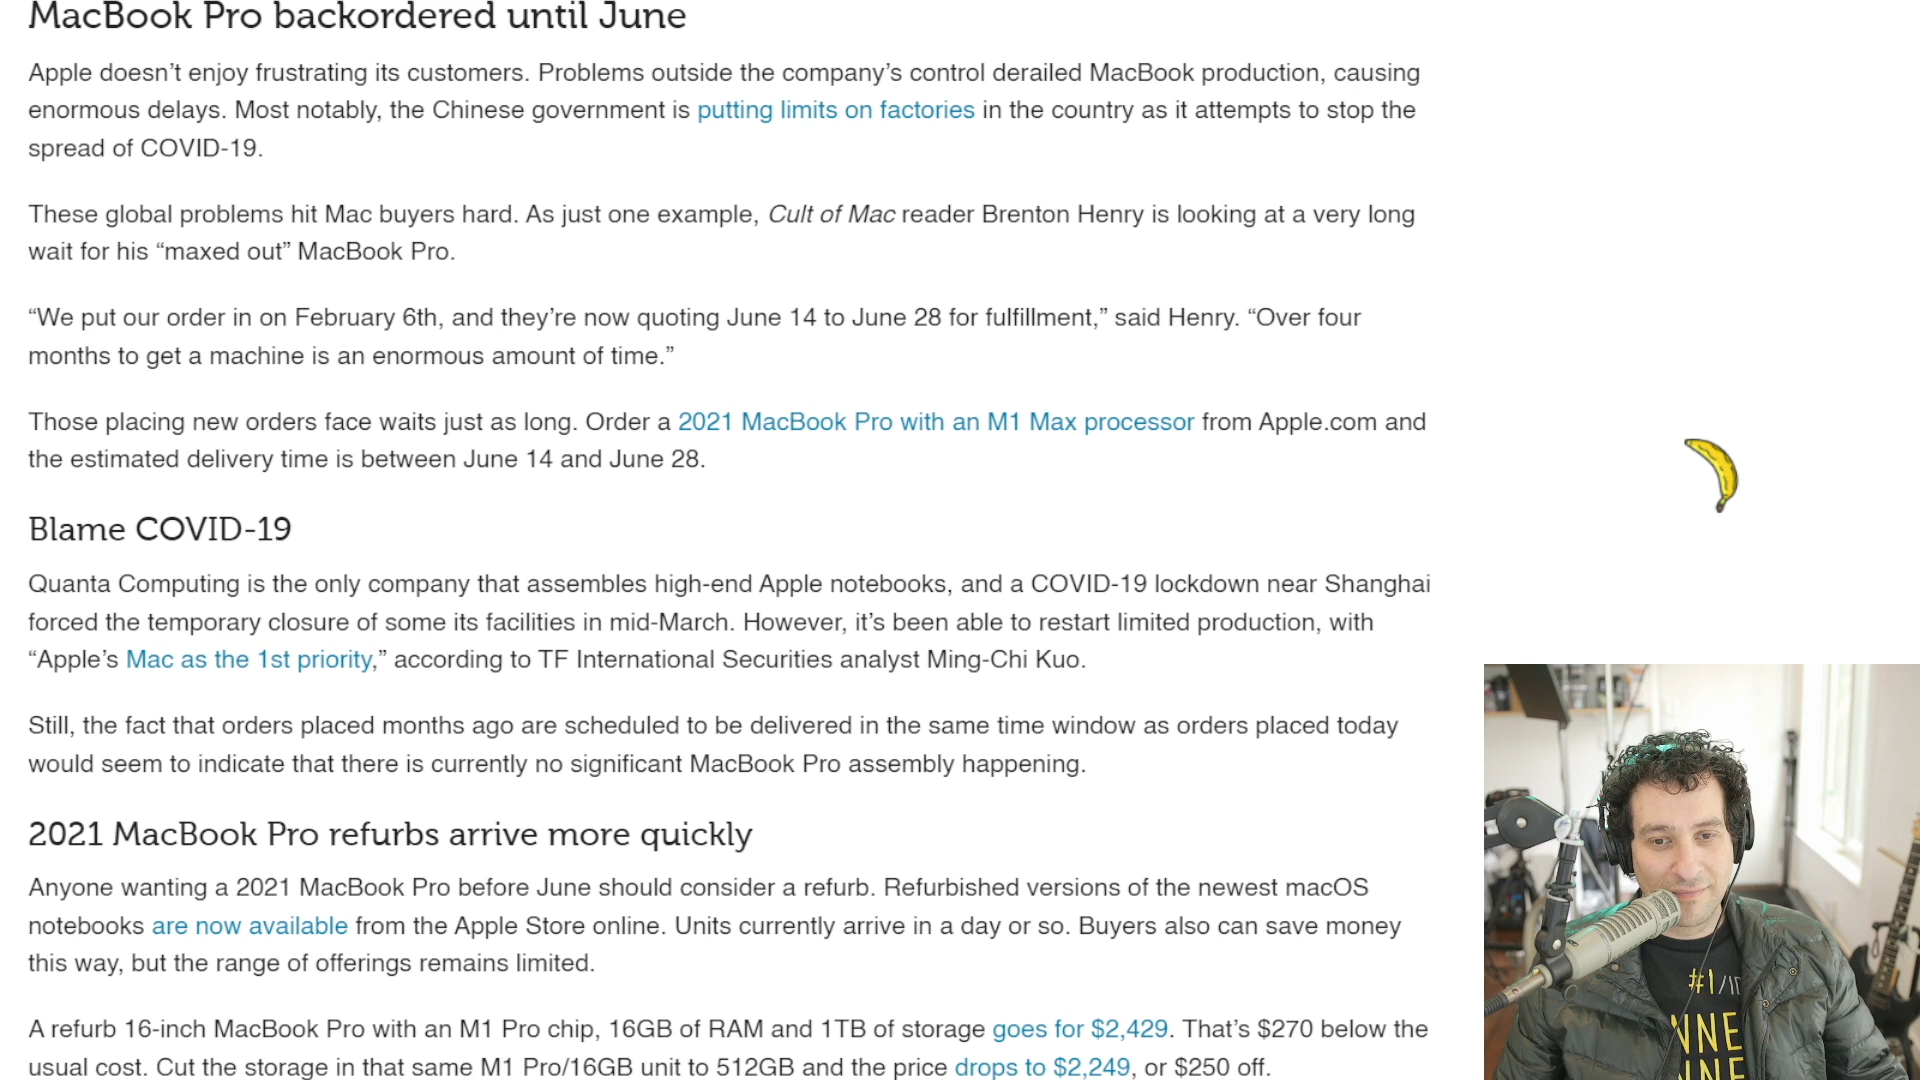 MacBook Pro backordered until June
Apple doesn’t enjoy frustrating its customers. Problems outside the company’s control derailed MacBook production, causing
enormous delays. Most notably, the Chinese government is putting limits on factories in the country as it attempts to stop the
spread of COVID-19.
These global problems hit Mac buyers hard. As just one example, Cult of Mac reader Brenton Henry is looking at a very long
wait for his “maxed out” MacBook Pro.
“We put our order in on February 6th, and they’re now quoting June 14 to June 28 for fulfillment,” said Henry. “Over four
months to get a machine is an enormous amount of time.”
Those placing new orders face waits just as long. Order a 2021 MacBook Pro with an M1 Max processor from Apple.com and
the estimated delivery time is between June 14 and June 28.
Blame COVID-19
Quanta Computing is the only company that assembles high-end Apple notebooks, and a COVID-19 lockdown near Shanghai
forced the temporary closure of some its facilities in mid-March. However, it’s been able to restart limited production, with
“Apple’s Mac as the 1st priority,” according to TF International Securities analyst Ming-Chi Kuo.
Still, the fact that orders placed months ago are scheduled to be delivered in the same time window as orders placed today
would seem to indicate that there is currently no significant MacBook Pro assembly happening.
2021 MacBook Pro refurbs arrive more quickly
Anyone wanting a 2021 MacBook Pro before June should consider a refurb. Refurbished versions of the newest macOS
notebooks are now available from the Apple Store online. Units currently arrive in a day or so. Buyers also can save money
this way, but the range of offerings remains limited.
A refurb 16-inch MacBook Pro with an M1 Pro chip, 16GB of RAM and 1TB of storage goes for $2,429. That’s $270 below the
usual cost. Cut the storage in that same M1 Pro/16GB unit to 512GB and the price drops to $2,249, or $250 off.
NNE
NNE